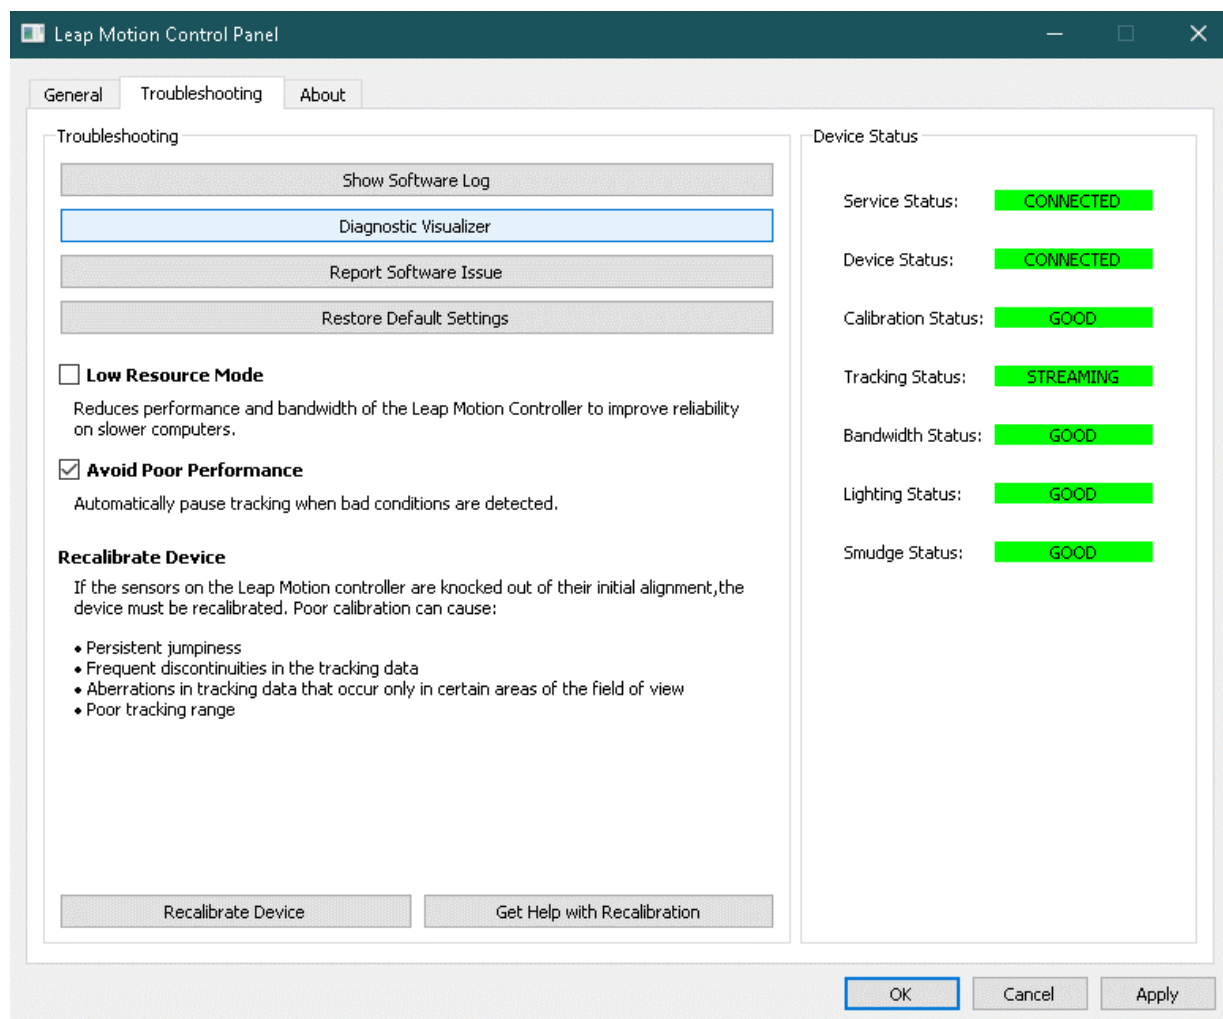 Leap Motion Control Panel
General
Troubleshooting
About
Troubleshooting
Show Software Log
Diagnostic Visualizer
Report Software Issue
Restore Default Settings
Low Resource Mode
Reduces performance and bandwidth of the Leap Motion Controller to improve reliability
on slower computers.
Avoid Poor Performance
Automatically pause tracking when bad conditions are detected.
Recalibrate Device
If the sensors on the Leap Motion controller are knocked out of their initial alignment,the
device must be recalibrated. Poor calibration can cause:
• Persistent jumpiness
• Frequent discontinuities in the tracking data
• Aberrations in tracking data that occur only in certain areas of the field of view
• Poor tracking range
Recalibrate Device
Get Help with Recalibration
Device Status
Service Status: CONNECTED
Device Status: CONNECTED
Calibration Status: GOOD
Tracking Status: STREAMING
Bandwidth Status: GOOD
Lighting Status: GOOD
Smudge Status: GOOD
OK
Cancel
Apply